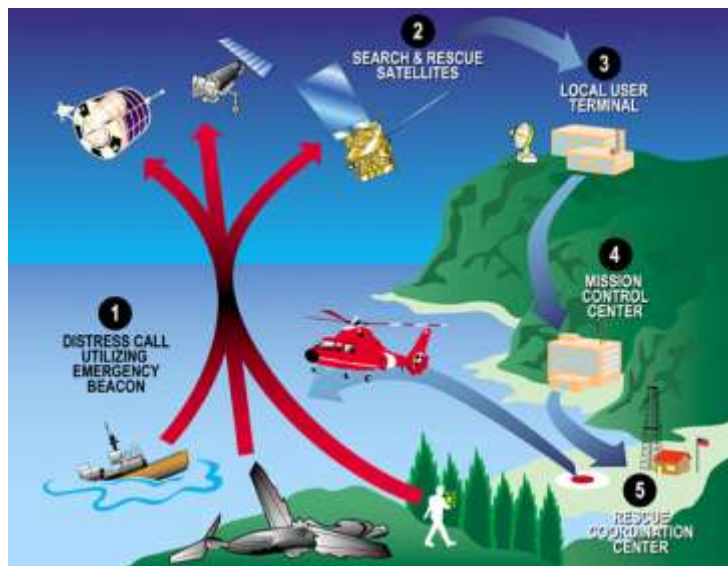 1
DISTRESS CALL
UTILIZING
EMERGENCY
BEACON
2
SEARCH & RESCUE
SATELLITES
3
LOCAL USER
TERMINAL
4
MISSION
CONTROL
CENTER
5
RESCUE
COORDINATION
CENTER